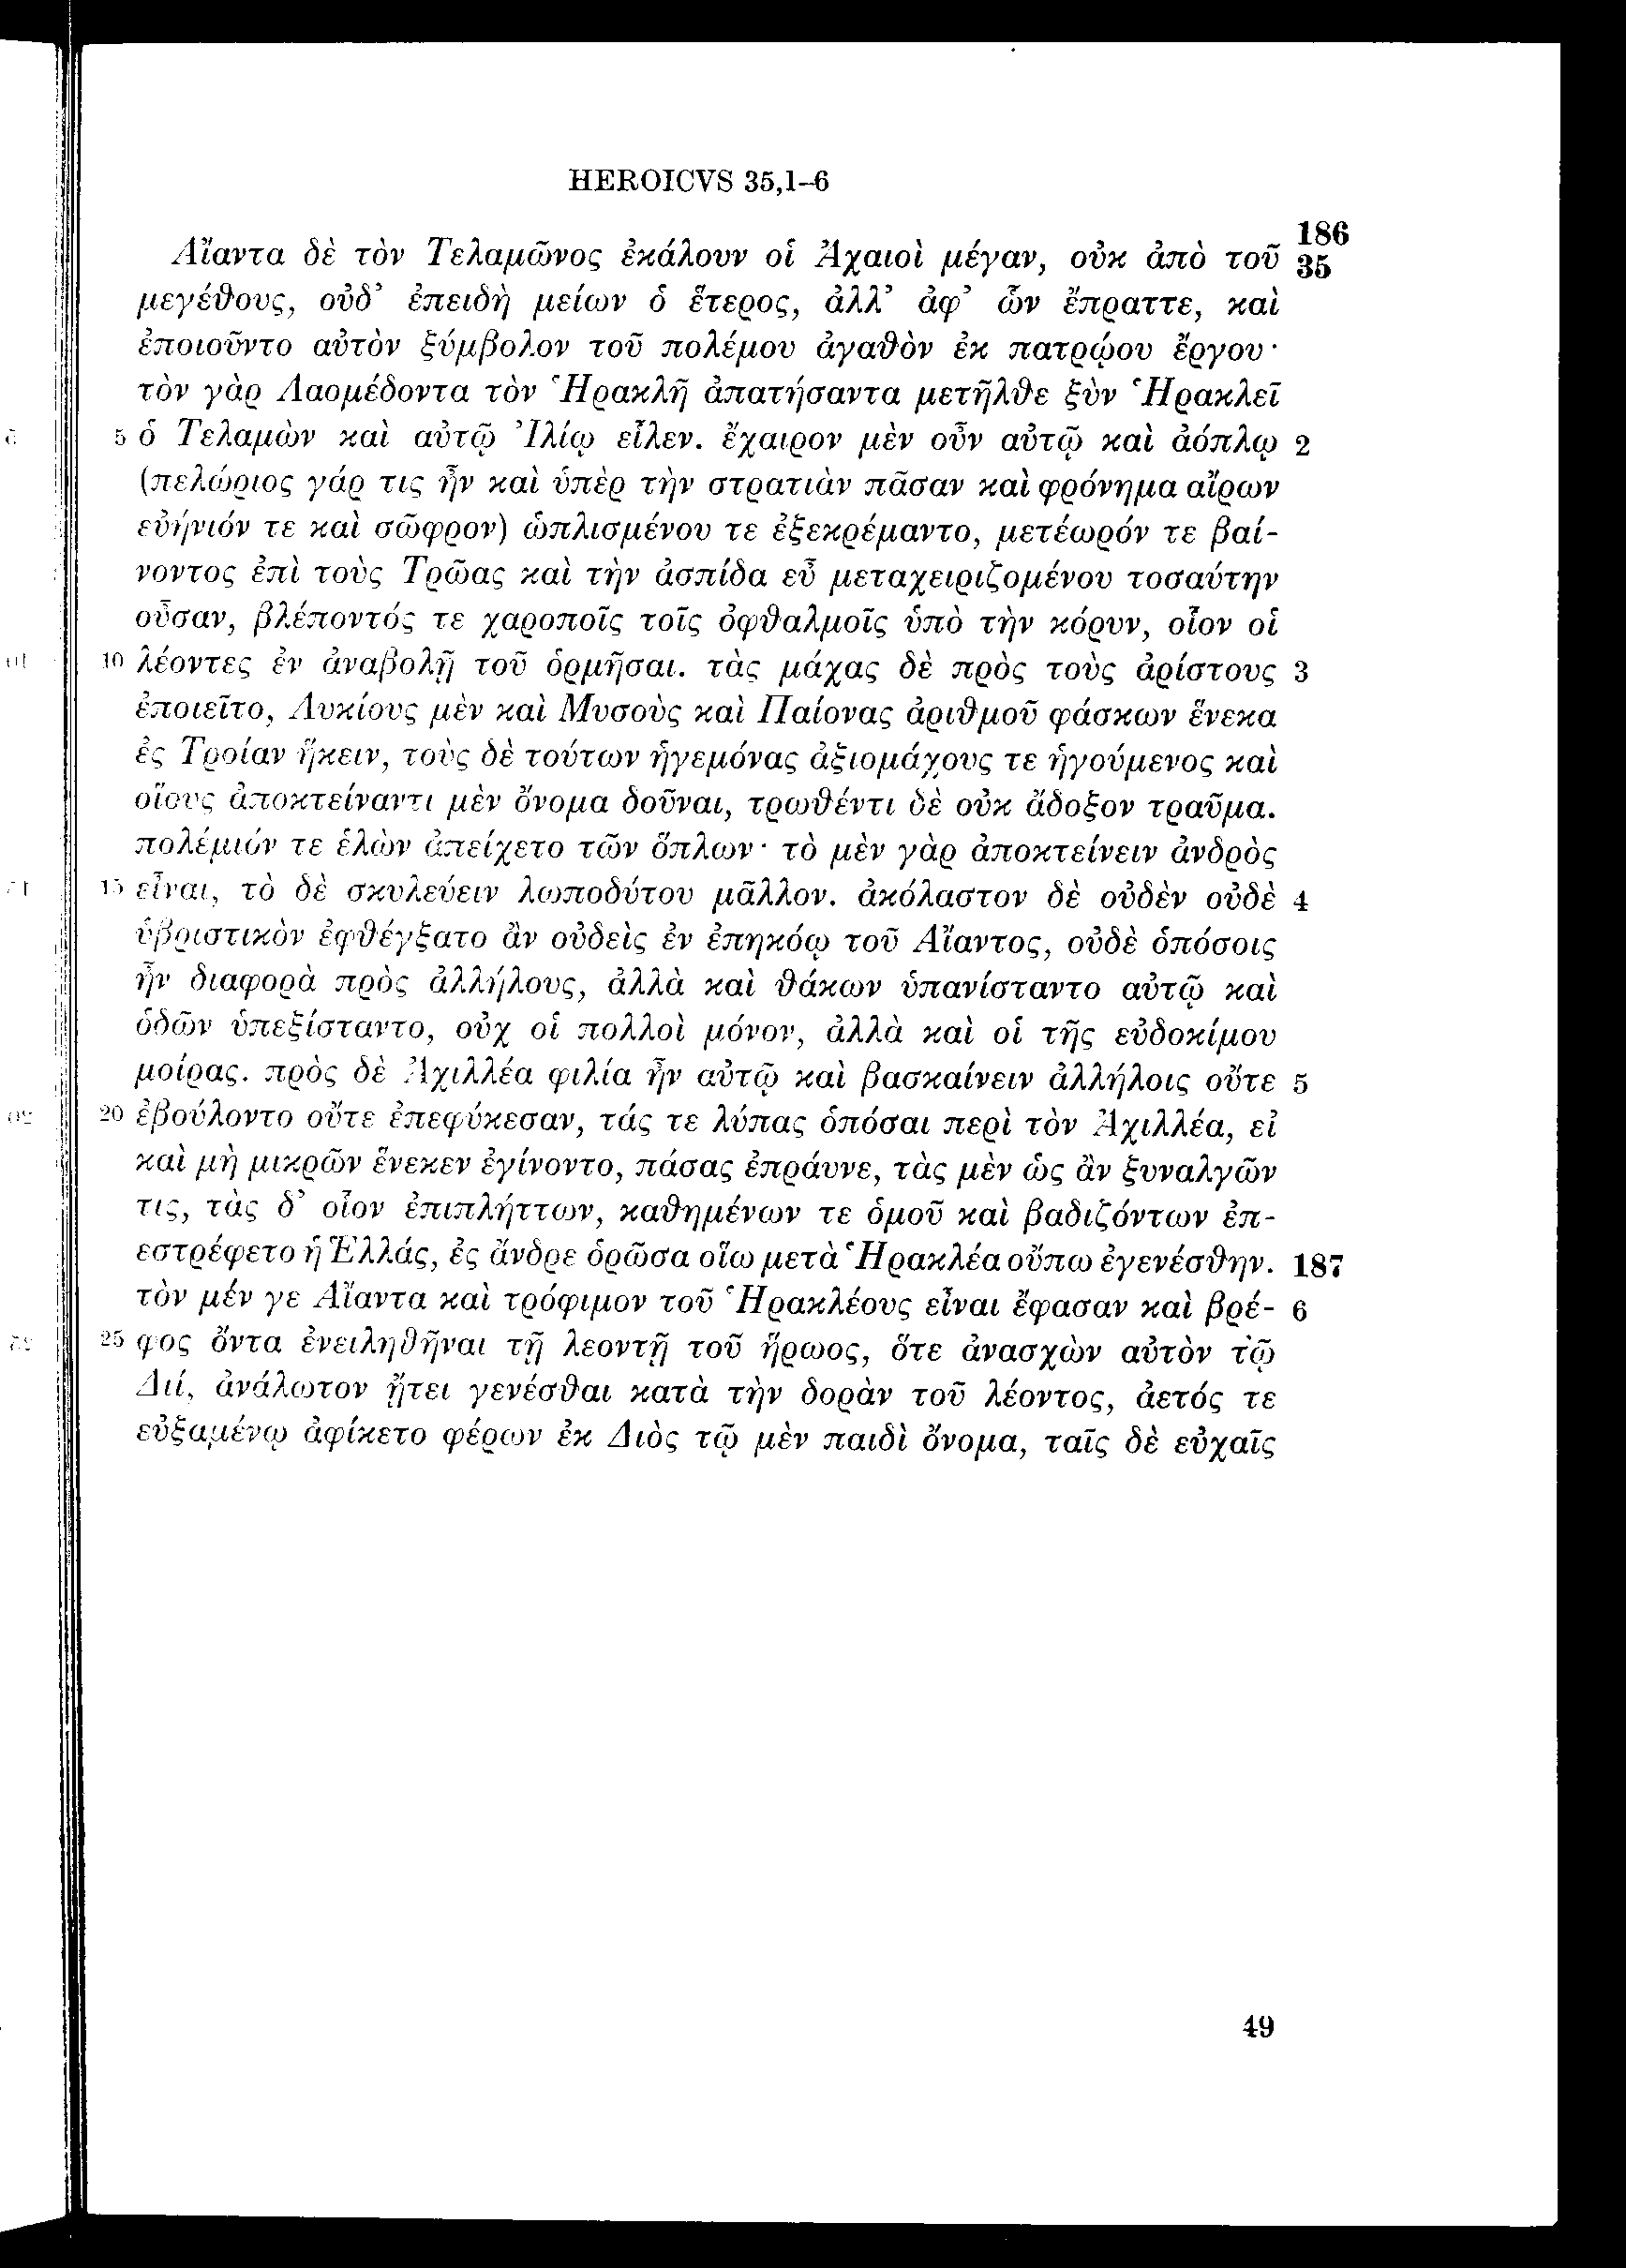 HEROICVS 35,1–6
186
Αἴαντα δὲ τὸν Τελαμῶνος ἐκάλουν οἱ Ἀχαιοὶ μέγαν, οὐκ ἀπὸ τοῦ 35
μεγέθους, οὐδ’ ἐπειδὴ μείων ὁ ἕτερος, ἀλλ’ ἀφ’ ὧν ἔπραττε, καὶ
ἐποιοῦντο αὐτὸν ξύμβολον τοῦ πολέμου ἀγαθὸν ἐκ πατρῴου ἔργου·
τὸν γὰρ Λαομέδοντα τὸν Ἡρακλῆ ἀπατήσαντα μετῆλθε ξὺν Ἡρακλεῖ
5 ὁ Τελαμὼν καὶ αὐτῷ Ἰλίῳ εἷλεν. ἔχαιρον μὲν οὖν αὐτῷ καὶ ἀόπλῳ 2
(πελώριος γάρ τις ἦν καὶ ὑπὲρ τὴν στρατιὰν πᾶσαν καὶ φρόνημα αἴρων
εὐήνιόν τε καὶ σῶφρον) ὡπλισμένου τε ἐξεκρέμαντο, μετέωρόν τε βαί-
νοντος ἐπὶ τοὺς Τρῶας καὶ τὴν ἀσπίδα εὖ μεταχειριζομένου τοσαύτην
οὖσαν, βλέποντός τε χαροποῖς τοῖς ὀφθαλμοῖς ὑπὸ τὴν κόρυν, οἷον οἱ
10 λέοντες ἐν ἀναβολῇ τοῦ ὁρμῆσαι. τὰς μάχας δὲ πρὸς τοὺς ἀρίστους 3
ἐποιεῖτο, Λυκίους μὲν καὶ Μυσοὺς καὶ Παίονας ἀριθμοῦ φάσκων ἕνεκα
ἐς Τροίαν ἥκειν, τοὺς δὲ τούτων ἡγεμόνας ἀξιομάχους τε ἡγούμενος καὶ
οἵους ἀποκτείναντι μὲν ὄνομα δοῦναι, τρωθέντι δὲ οὐκ ἄδοξον τραῦμα.
πολέμιόν τε ἑλὼν ἀπείχετο τῶν ὅπλων· τὸ μὲν γὰρ ἀποκτείνειν ἀνδρὸς
15 εἶναι, τὸ δὲ σκυλεύειν λωποδύτου μᾶλλον. ἀκόλαστον δὲ οὐδὲν οὐδὲ 4
ὑβριστικὸν ἐφθέγξατο ἂν οὐδεὶς ἐν ἐπηκόῳ τοῦ Αἴαντος, οὐδὲ ὁπόσοις
ἦν διαφορὰ πρὸς ἀλλήλους, ἀλλὰ καὶ θάκων ὑπανίσταντο αὐτῷ καὶ
ὁδῶν ὑπεξίσταντο, οὐχ οἱ πολλοὶ μόνον, ἀλλὰ καὶ οἱ τῆς εὐδοκίμου
μοίρας. πρὸς δὲ Ἀχιλλέα φιλία ἦν αὐτῷ καὶ βασκαίνειν ἀλλήλοις οὔτε 5
20 ἐβούλοντο οὔτε ἐπεφύκεσαν, τάς τε λύπας ὁπόσαι περὶ τὸν Ἀχιλλέα, εἰ
καὶ μὴ μικρῶν ἕνεκεν ἐγίνοντο, πάσας ἐπράυνε, τὰς μὲν ὡς ἂν ξυναλγῶν
τις, τὰς δ’ οἷον ἐπιπλήττων, καθημένων τε ὁμοῦ καὶ βαδιζόντων ἐπ-
εστρέφετο ἡ Ἑλλάς, ἐς ἄνδρε ὁρῶσα οἵω μετὰ Ἡρακλέα οὔπω ἐγενέσθην. 187
τὸν μέν γε Αἴαντα καὶ τρόφιμον τοῦ Ἡρακλέους εἶναι ἔφασαν καὶ βρέ- 6
25 φος ὄντα ἐνειληθῆναι τῇ λεοντῇ τοῦ ἥρωος, ὅτε ἀνασχὼν αὐτὸν τῷ
Διί, ἀνάλωτον ᾔτει γενέσθαι κατὰ τὴν δορὰν τοῦ λέοντος, ἀετός τε
εὐξαμένῳ ἀφίκετο φέρων ἐκ Διὸς τῷ μὲν παιδὶ ὄνομα, ταῖς δὲ εὐχαῖς
49